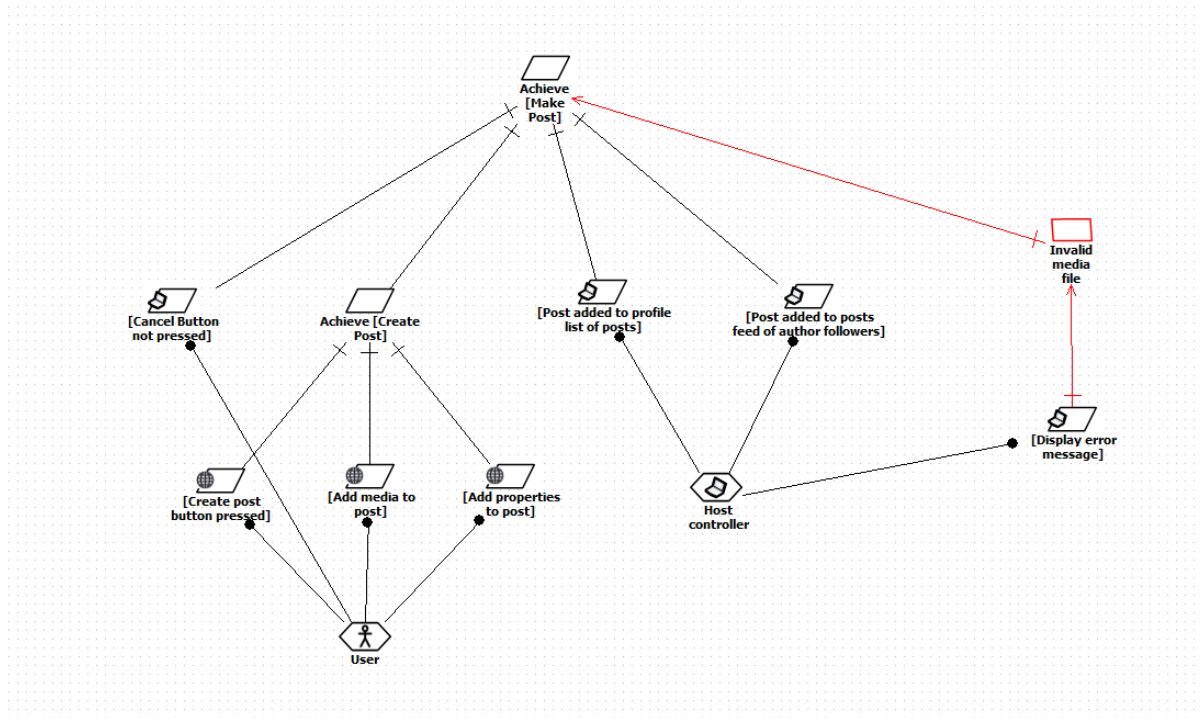 Achieve
[Make
Post]
Invalid
media
file
[Cancel Button
not pressed]
Achieve [Create
Post]
[Post added to profile
list of posts]
[Post added to posts
feed of author followers]
[Display error
message]
[Create post
button pressed]
[Add media to
post]
[Add properties
to post]
Host
controller
User